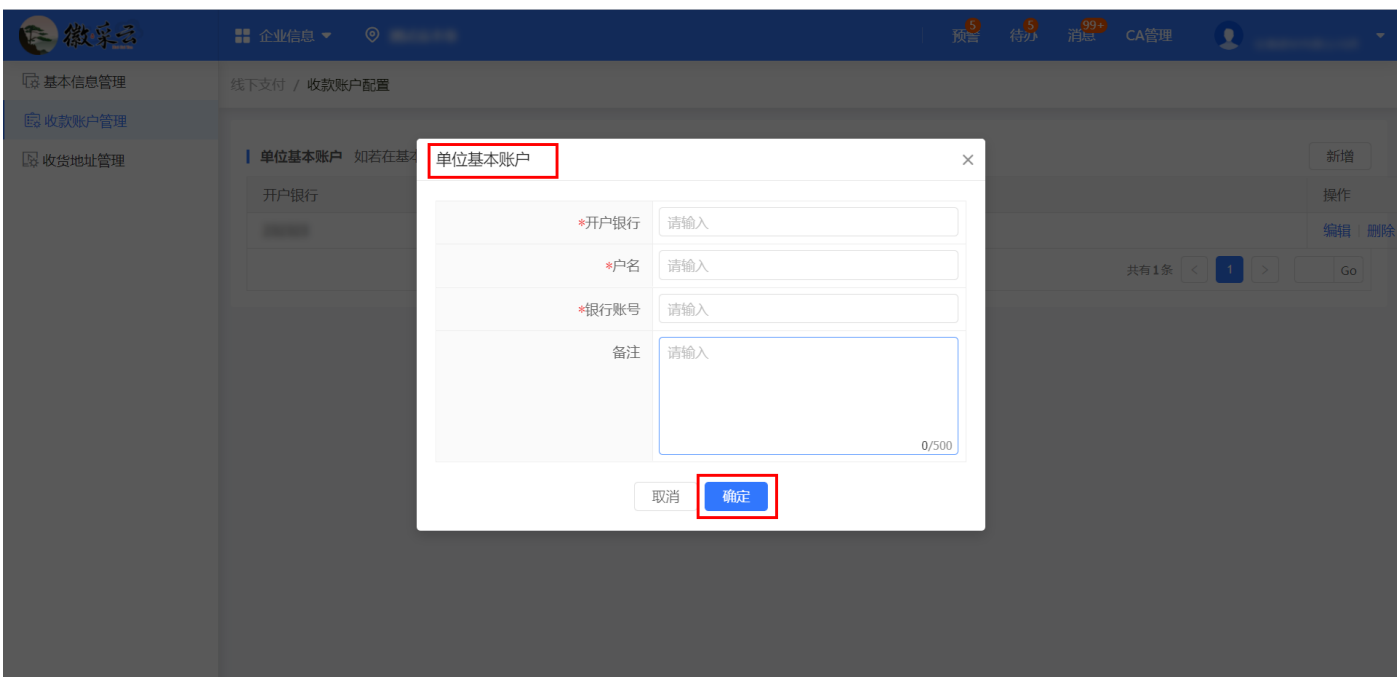 徽采云
企业信息
5
预警
5
待办
99+
消息
CA管理
基本信息管理
收款账户管理
收货地址管理
线下支付 / 收款账户配置
单位基本账户 如若在基本
新增
开户银行
操作
编辑 删除
共有1条 < 1 > Go
单位基本账户
×
*开户银行 请输入
*户名 请输入
*银行账号 请输入
备注 请输入
0/500
取消 确定